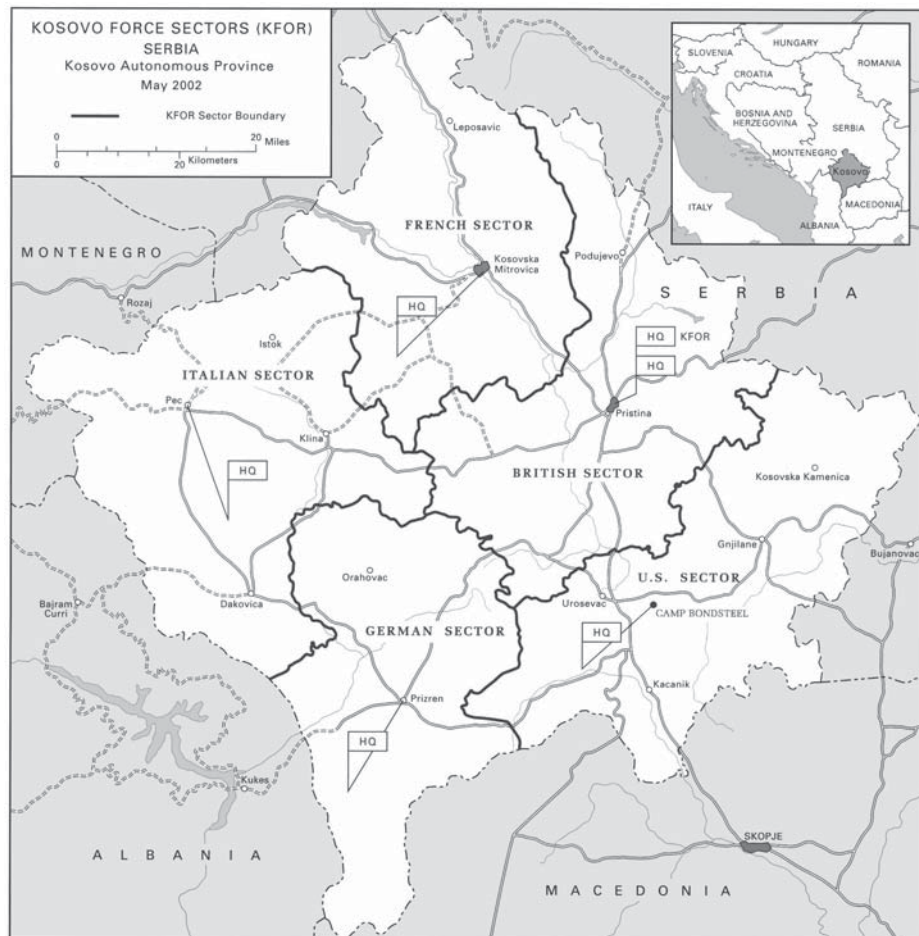 KOSOVO FORCE SECTORS (KFOR)
SERBIA
Kosovo Autonomous Province
May 2002
KFOR Sector Boundary
0 20 Miles
0 20
Kilometers
SLOVENIA
HUNGARY
ROMANIA
CROATIA
BOSNIA AND
HERZEGOVINA
SERBIA
MONTENEGRO
Kosovo
ITALY
MACEDONIA
ALBANIA
Leposavic
FRENCH SECTOR
MONTENEGRO
Kosovska
Mitrovica
Podujevo
SERBIA
Rozaj
HQ
HQ KFOR
HQ
Istok
ITALIAN SECTOR
Pec
Pristina
Klina
HQ
BRITISH SECTOR
Kosovska Kamenica
Gnjilane
Bujanovac
Orahovac
U.S. SECTOR
Bajram
Curri
Dakovica
Urosevac
CAMP BONDSTEEL
GERMAN SECTOR
HQ
Prizren
Kacanik
HQ
Kukes
SKOPJE
ALBANIA
MACEDONIA